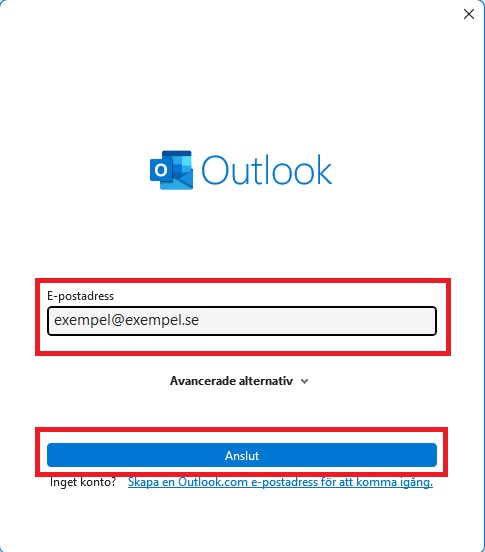 Outlook
E-postadress
exempel@exempel.se
Avancerade alternativ
Anslut
Inget konto? Skapa en Outlook.com e-postadress för att komma igång.